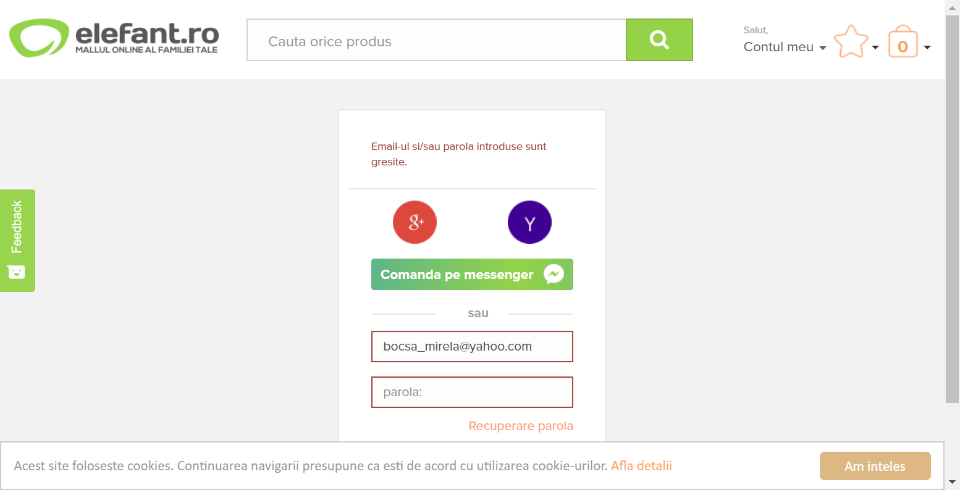 elefant.ro
MALLUL ONLINE AL FAMILIEI TALE
Cauta orice produs
Salut,
Contul meu
0
Email-ul si/sau parola introduse sunt
gresite.
Feedback
g+
Y
Comanda pe messenger
sau
bocsa_mirela@yahoo.com
parola:
Recuperare parola
Acest site foloseste cookies. Continuarea navigarii presupune ca esti de acord cu utilizarea cookie-urilor. Afla detalii
Am inteles